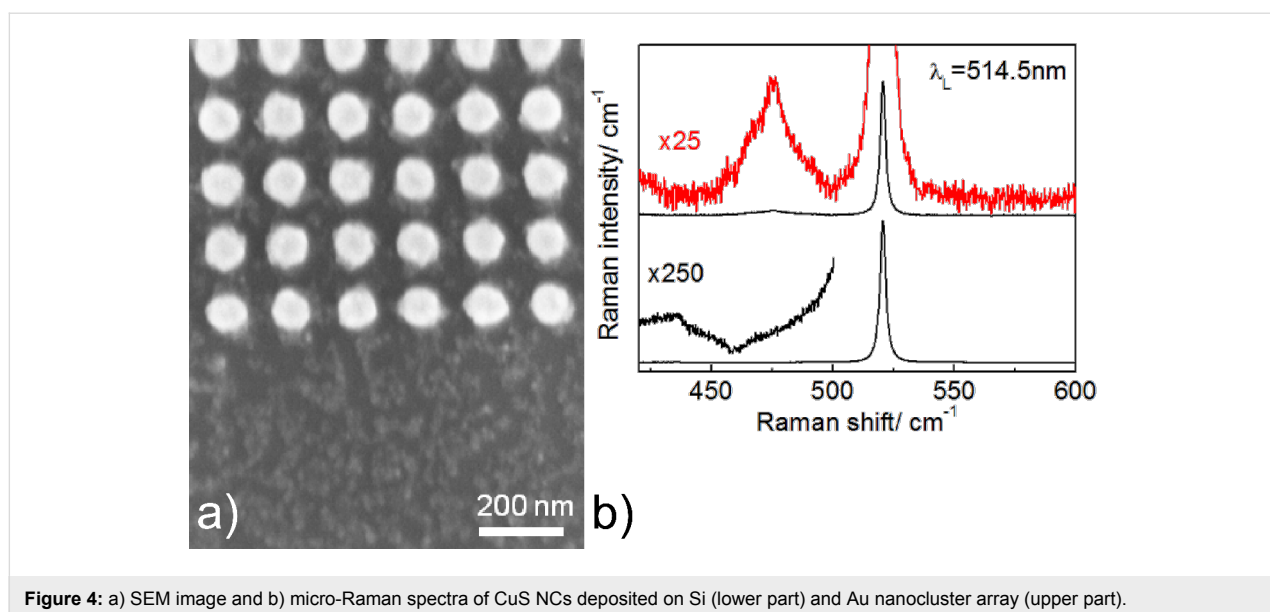 a)
200 nm
b)
λL=514.5nm
x25
x250
Raman intensity/ cm-1
450 500 550 600
Raman shift/ cm-1
Figure 4: a) SEM image and b) micro-Raman spectra of CuS NCs deposited on Si (lower part) and Au nanocluster array (upper part).